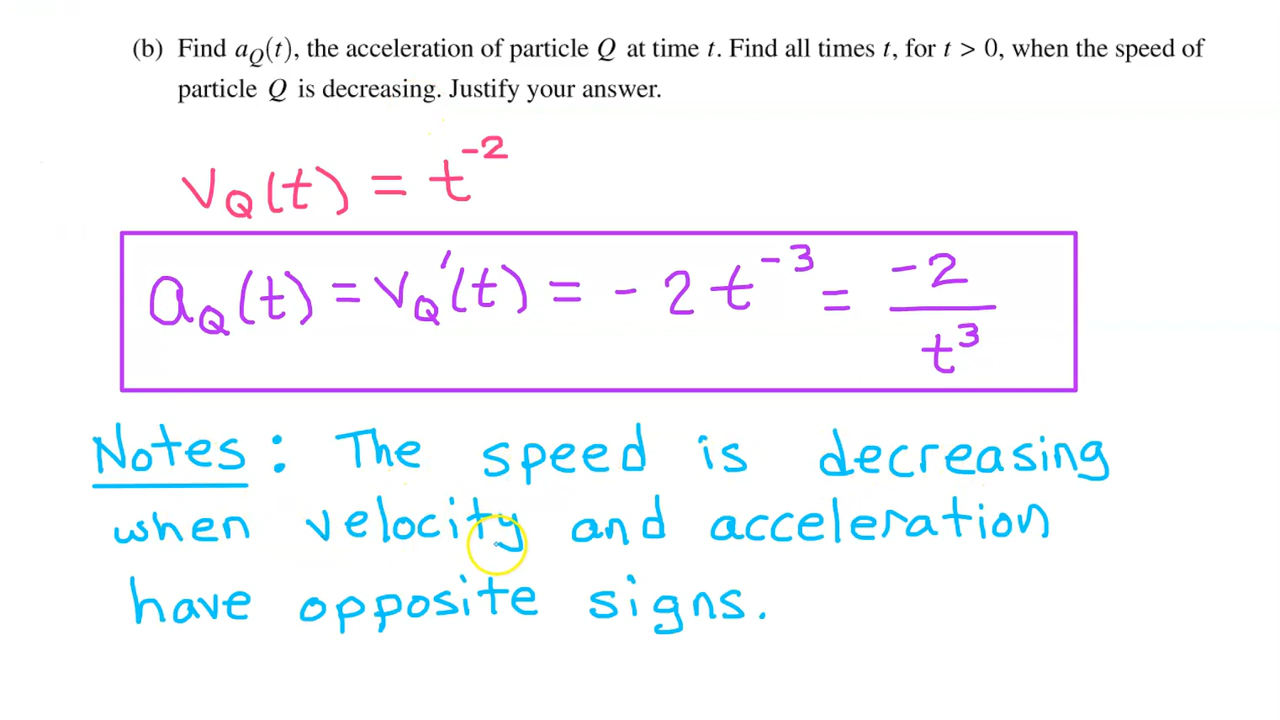 (b) Find a_Q(t), the acceleration of particle Q at time t. Find all times t, for t > 0, when the speed of
particle Q is decreasing. Justify your answer.
v_Q(t) = t^{-2}
a_Q(t) = v_Q'(t) = -2t^{-3} = \frac{-2}{t^3}
Notes: The speed is decreasing
when velocity and acceleration
have opposite signs.